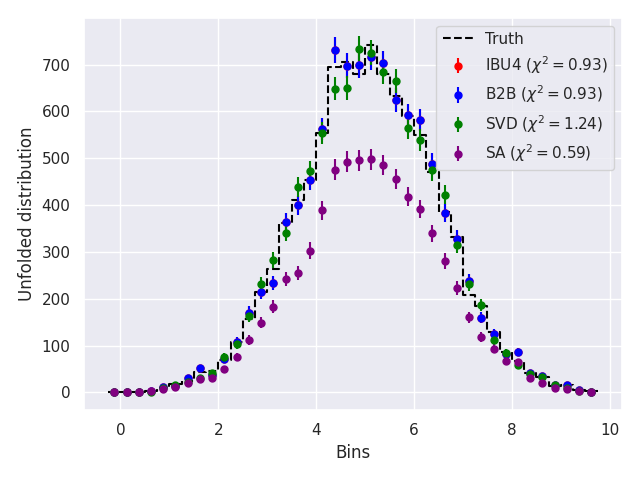 Truth
IBU4 (χ² = 0.93)
B2B (χ² = 0.93)
SVD (χ² = 1.24)
SA (χ² = 0.59)
Unfolded distribution
700
600
500
400
300
200
100
0
0 2 4 6 8 10
Bins